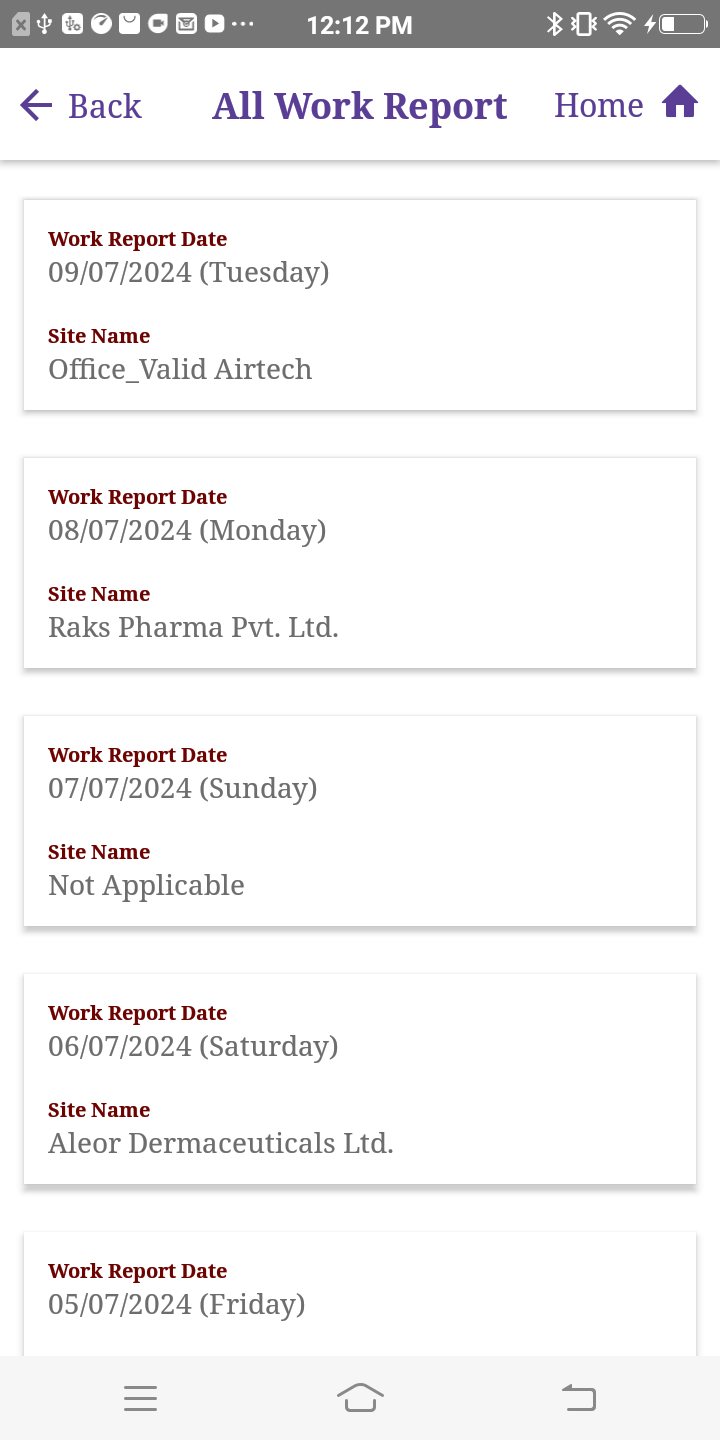 12:12 PM
Back
All Work Report
Home
Work Report Date
09/07/2024 (Tuesday)
Site Name
Office_Valid Airtech
Work Report Date
08/07/2024 (Monday)
Site Name
Raks Pharma Pvt. Ltd.
Work Report Date
07/07/2024 (Sunday)
Site Name
Not Applicable
Work Report Date
06/07/2024 (Saturday)
Site Name
Aleor Dermaceuticals Ltd.
Work Report Date
05/07/2024 (Friday)